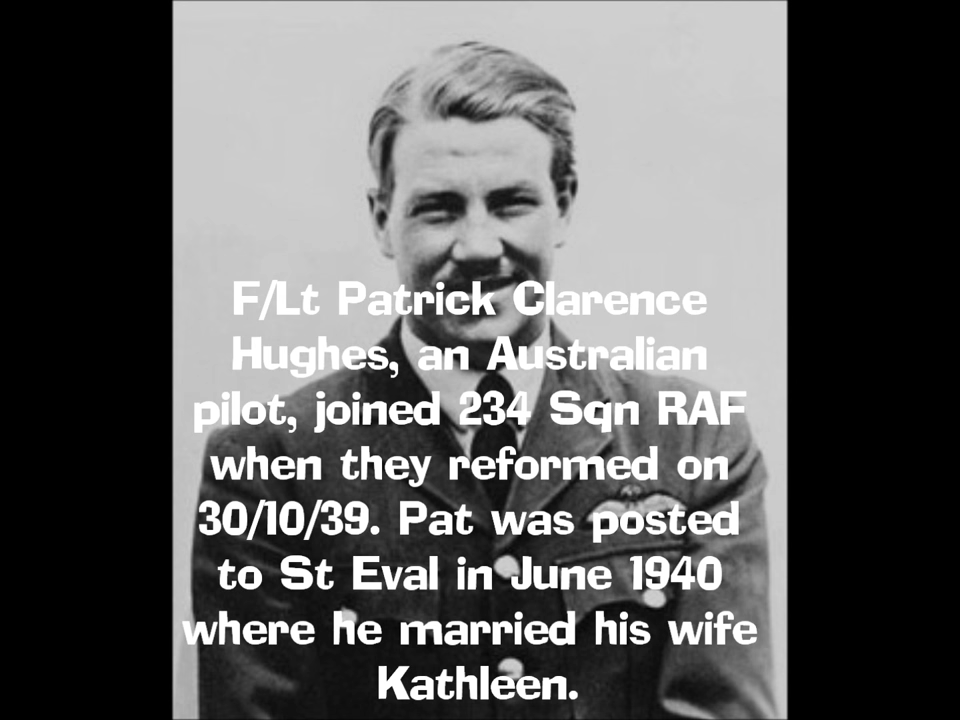 F/Lt Patrick Clarence
Hughes, an Australian
pilot, joined 234 Sqn RAF
when they reformed on
30/10/39. Pat was posted
to St Eval in June 1940
where he married his wife
Kathleen.